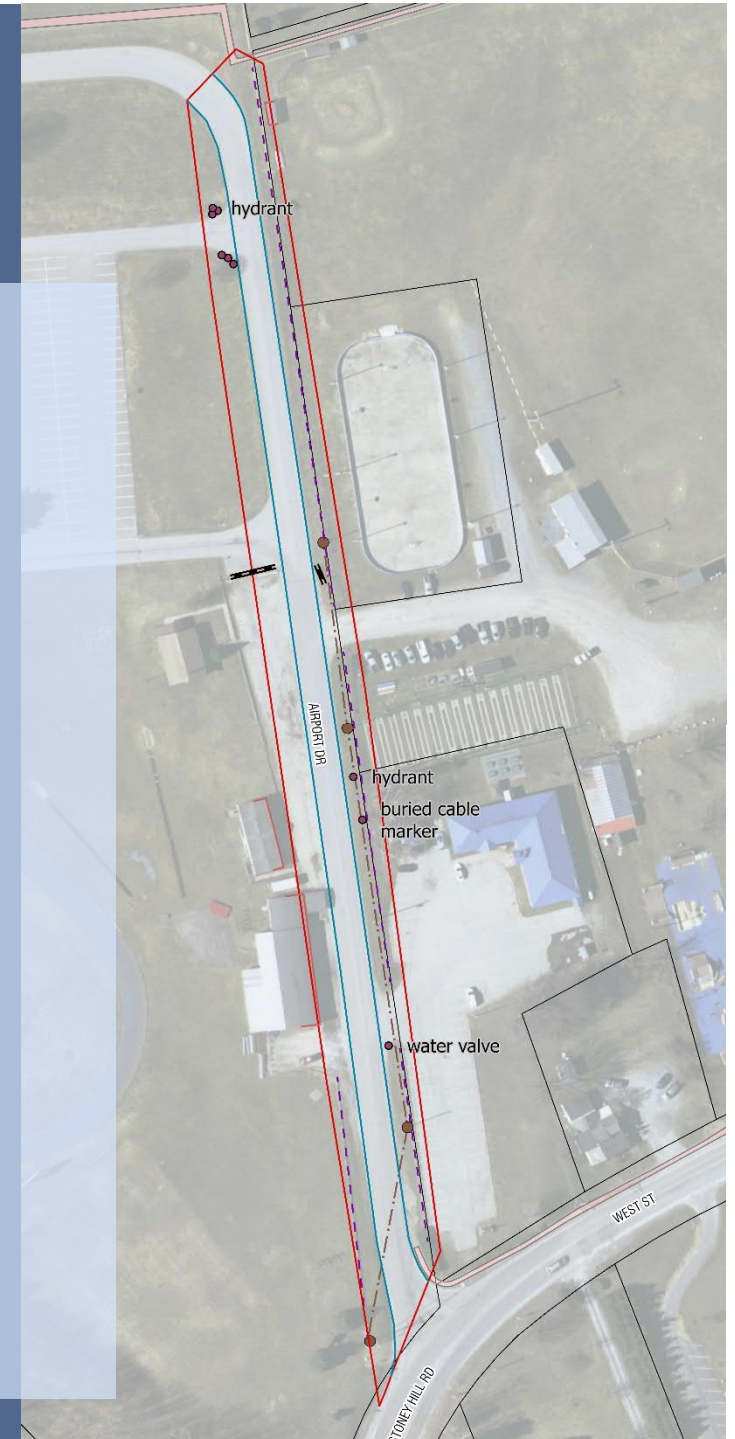 hydrant
AIRPORT DR
hydrant
buried cable
marker
water valve
WEST ST
STONEY HILL RD